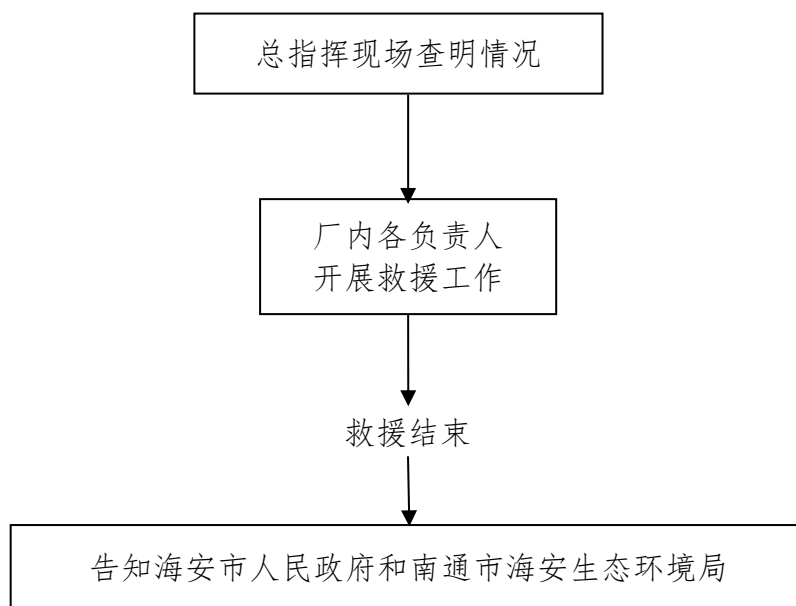 总指挥现场查明情况
厂内各负责人
开展救援工作
救援结束
告知海安市人民政府和南通市海安生态环境局